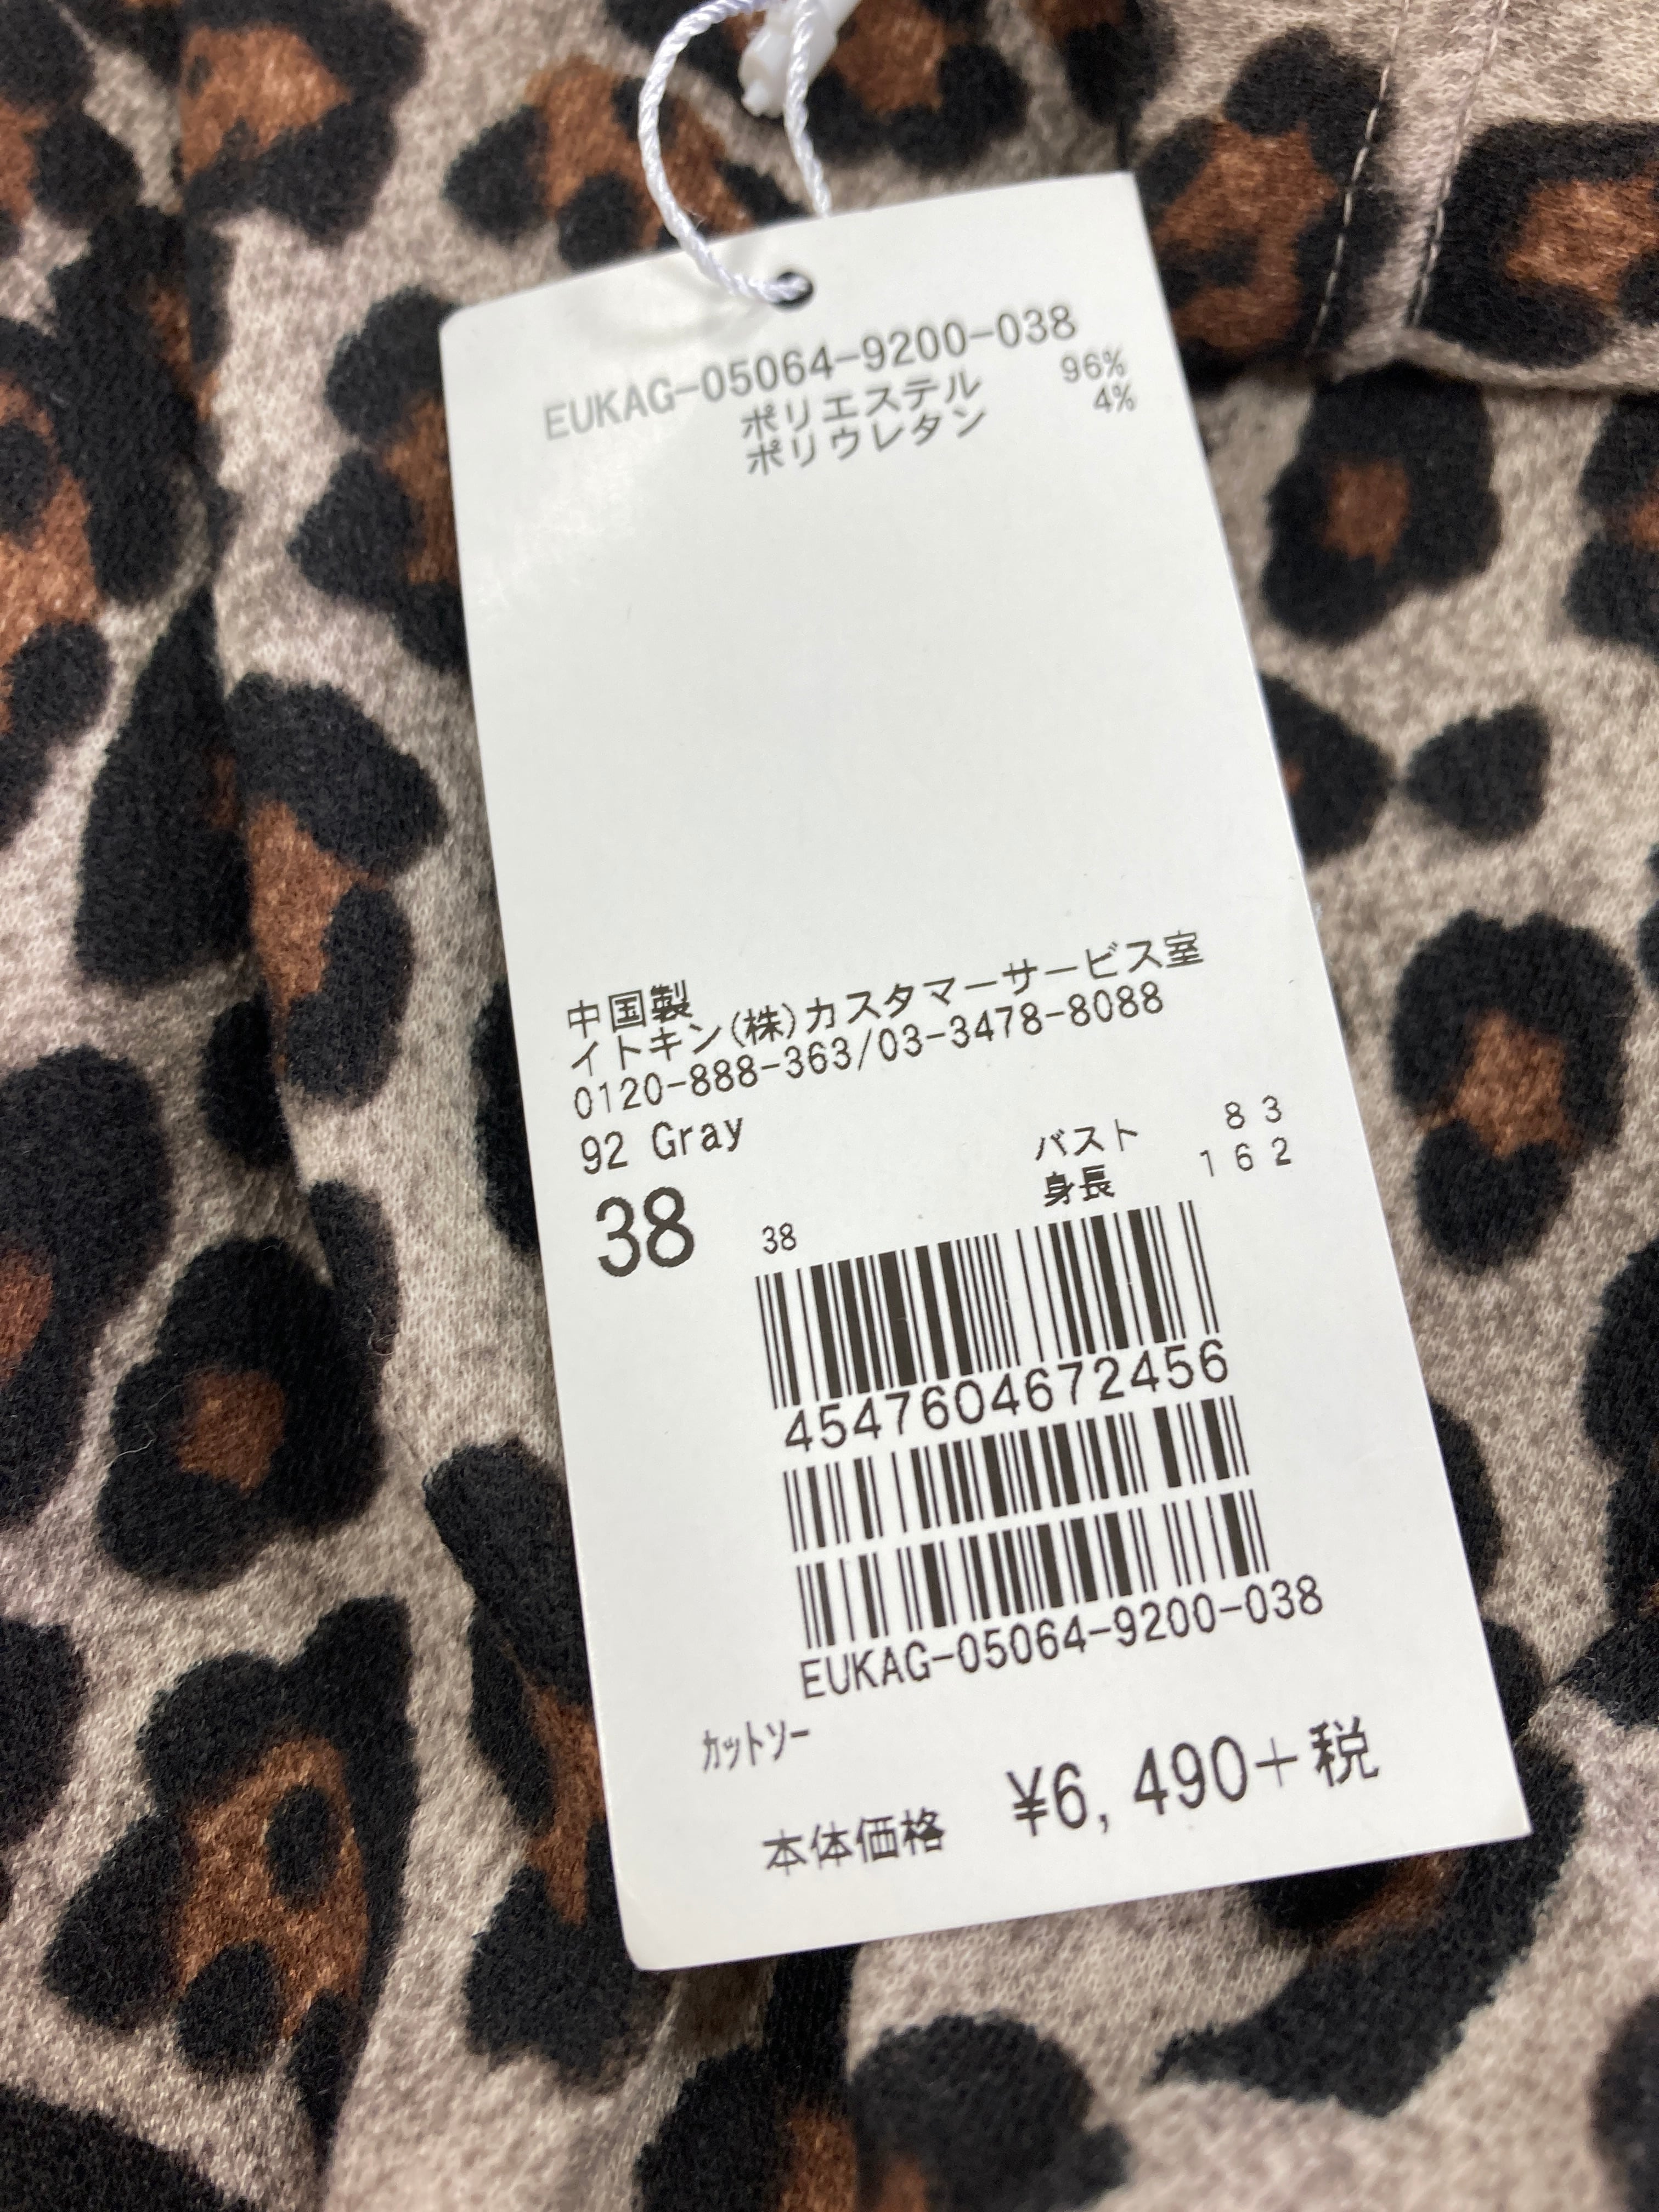 EUKAG-05064-9200-038
ポリエステル 96%
ポリウレタン 4%
中国製
イトキン(株)カスタマーサービス室
0120-888-363/03-3478-8088
92 Gray
バスト 83
身長 162
38
38
4547604672456
EUKAG-05064-9200-038
カットソー
本体価格 ¥6,490+税